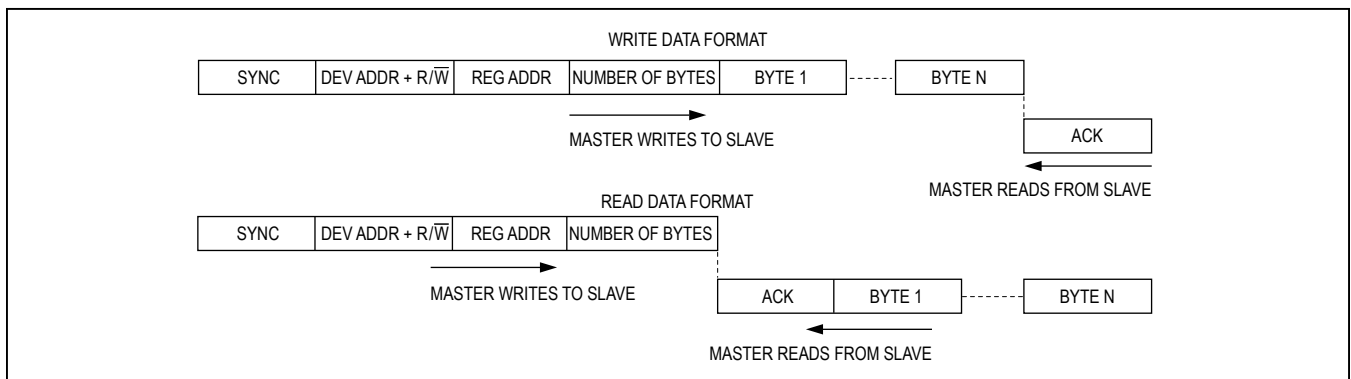 WRITE DATA FORMAT
SYNC DEV ADDR + R/W̅ REG ADDR NUMBER OF BYTES BYTE 1 BYTE N
MASTER WRITES TO SLAVE
ACK
MASTER READS FROM SLAVE
READ DATA FORMAT
SYNC DEV ADDR + R/W̅ REG ADDR NUMBER OF BYTES
MASTER WRITES TO SLAVE
ACK BYTE 1 BYTE N
MASTER READS FROM SLAVE